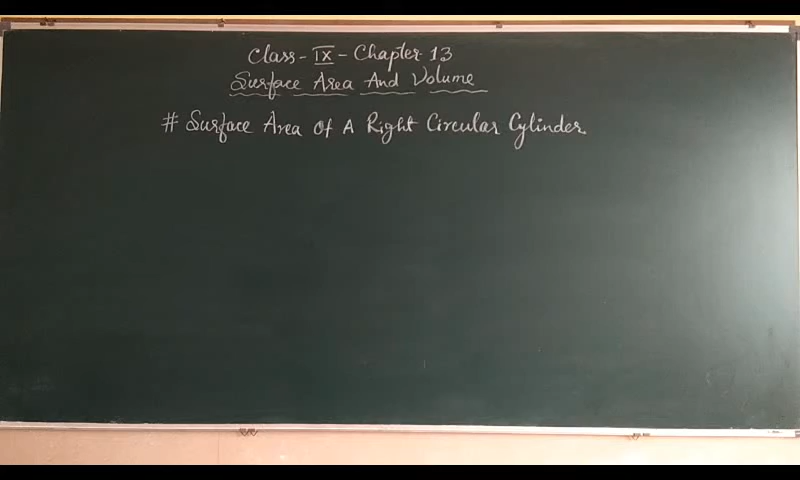 Class - IX - Chapter 13
Surface Area And Volume
# Surface Area Of A Right Circular Cylinder